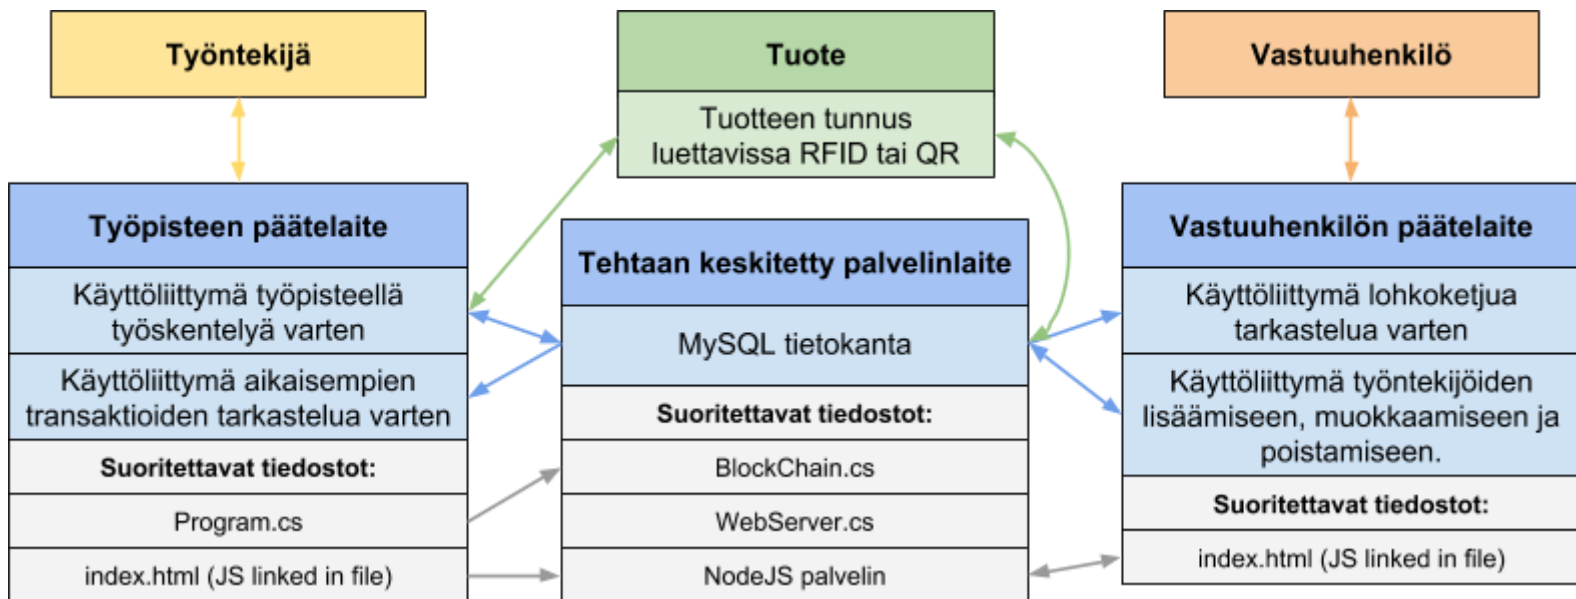 Työntekijä
Tuote
Tuotteen tunnus
luettavissa RFID tai QR
Vastuuhenkilö
Työpisteen päätelaite
Käyttöliittymä työpisteellä
työskentelyä varten
Käyttöliittymä aikaisempien
transaktioiden tarkastelua varten
Suoritettavat tiedostot:
Program.cs
index.html (JS linked in file)
Tehtaan keskitetty palvelinlaite
MySQL tietokanta
Suoritettavat tiedostot:
BlockChain.cs
WebServer.cs
NodeJS palvelin
Vastuuhenkilön päätelaite
Käyttöliittymä lohkoketjua
tarkastelua varten
Käyttöliittymä työntekijöiden
lisäämiseen, muokkaamiseen ja
poistamiseen.
Suoritettavat tiedostot:
index.html (JS linked in file)